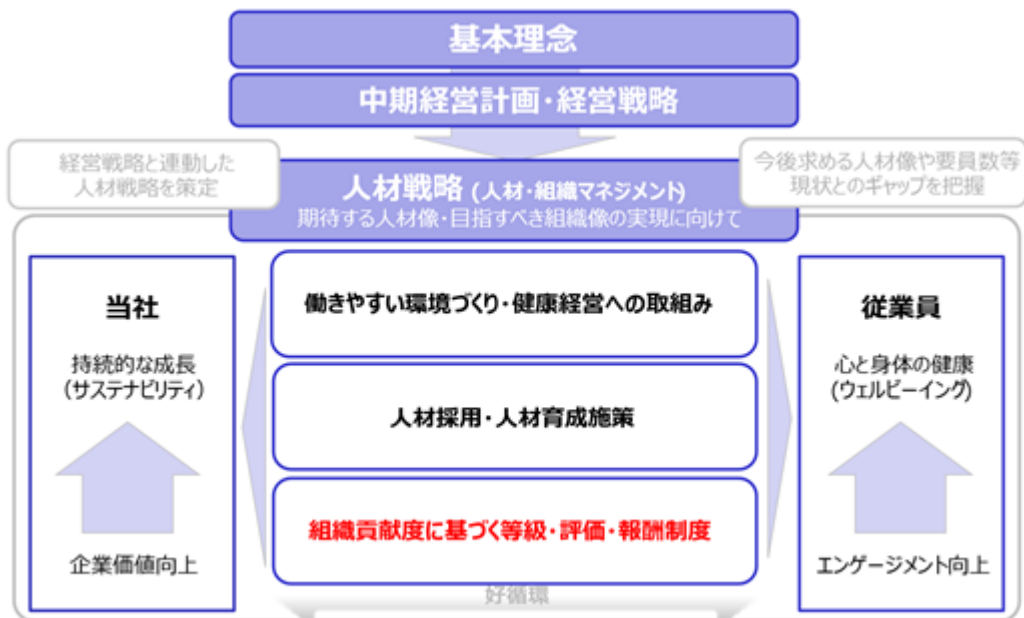 基本理念
中期経営計画・経営戦略
経営戦略と連動した
人材戦略を策定
今後求める人材像や要員数等
現状とのギャップを把握
人材戦略 (人材・組織マネジメント)
期待する人材像・目指すべき組織像の実現に向けて
当社
持続的な成長
(サステナビリティ)
企業価値向上
働きやすい環境づくり・健康経営への取組み
人材採用・人材育成施策
組織貢献度に基づく等級・評価・報酬制度
従業員
心と身体の健康
(ウェルビーイング)
エンゲージメント向上
好循環